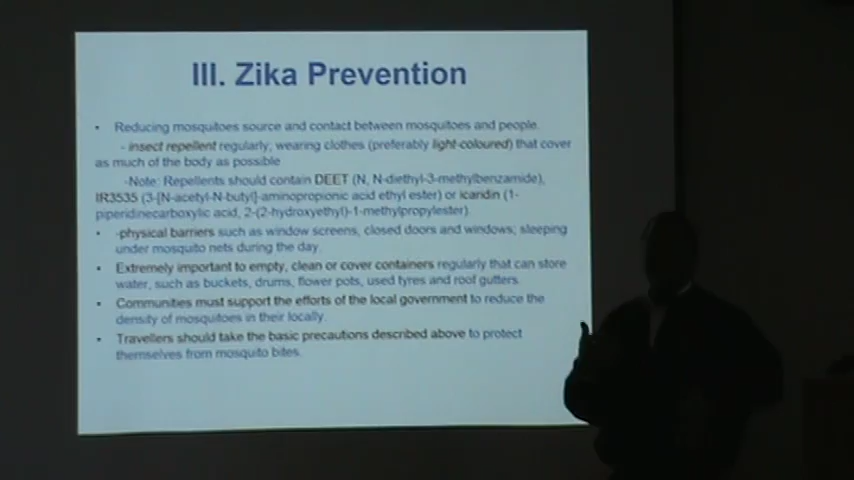 III. Zika Prevention
• Reducing mosquitoes source and contact between mosquitoes and people.
- insect repellent regularly; wearing clothes (preferably light-coloured) that cover
as much of the body as possible
-Note: Repellents should contain DEET (N, N-diethyl-3-methylbenzamide),
IR3535 (3-[N-acetyl-N-butyl]-aminopropionic acid ethyl ester) or icaridin (1-
piperidinecarboxylic acid, 2-(2-hydroxyethyl)-1-methylpropylester)
• -physical barriers such as window screens, closed doors and windows; sleeping
under mosquito nets during the day.
• Extremely important to empty, clean or cover containers regularly that can store
water, such as buckets, drums, flower pots, used tyres and roof gutters.
• Communities must support the efforts of the local government to reduce the
density of mosquitoes in their locally.
• Travellers should take the basic precautions described above to protect
themselves from mosquito bites.